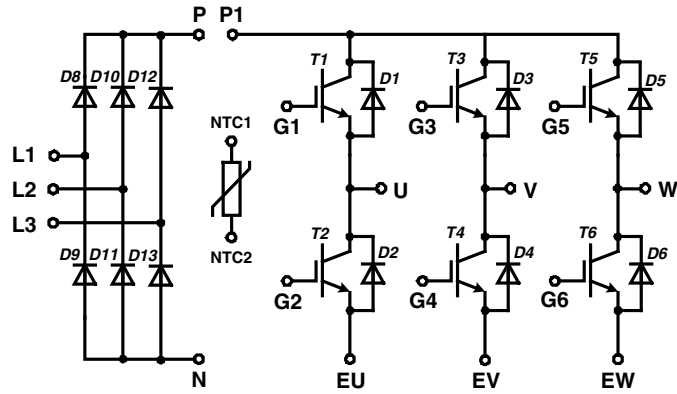 P P1
D8 D10 D12
T1 D1 T3 D3 T5 D5
G1 G3 G5
NTC1
L1
L2
L3
U V W
NTC2
D9 D11 D13
T2 D2 T4 D4 T6 D6
G2 G4 G6
N EU EV EW